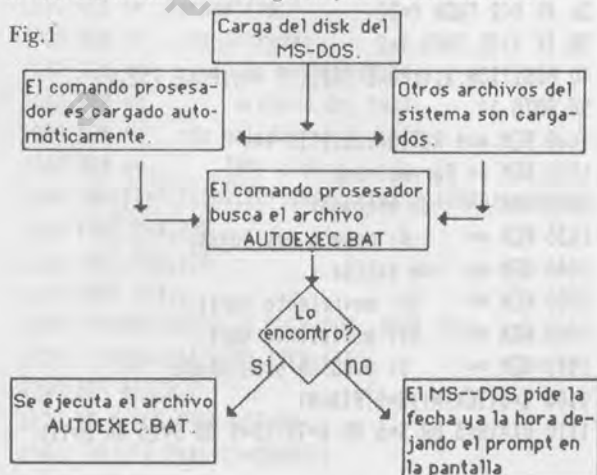 Fig.1
Carga del disk del
MS-DOS.
El comando prosesa-
dor es cargado auto-
máticamente.
Otros archivos del
sistema son carga-
dos.
El comando prosesador
busca el archivo
AUTOEXEC.BAT
Lo
encontro?
si
no
Se ejecuta el archivo
AUTOEXEC.BAT.
El MS--DOS pide la
fecha ya la hora de-
jando el prompt en
la pantalla